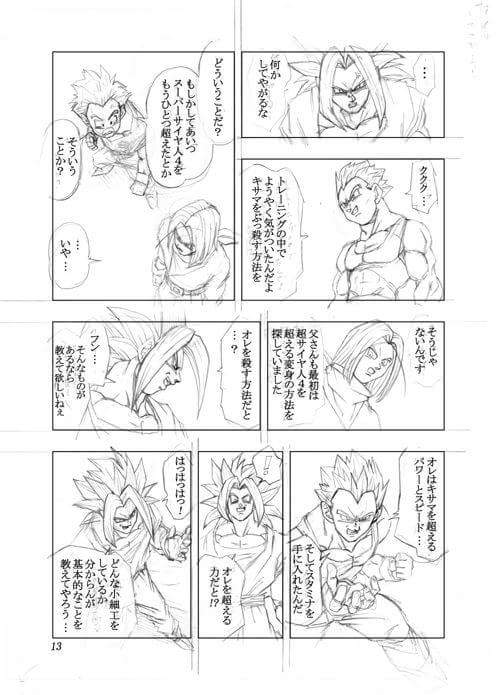 …
何か
してやがるな
どういうことだ？
もしかしてあいつ
スーパーサイヤ人4を
もうひとつ超えたとか
そういう
ことか？
…
いや…
ククク…
トレーニングの中で
ようやく気がついたんだよ
キサマをぶっ殺す方法を
そうじゃ
ないんです
父さんも最初は
超サイヤ人4を
超える変身の方法を
探していました
オレを殺す方法だと
…？
フン…
そんなものが
あるなら
教えて欲しいねぇ
オレはキサマを超える
パワーとスピード…
そしてスタミナを
手に入れたんだ
!?
オレを超える
力だと!?
はっはっはっ！
どんな小細工を
しているか
分からんが
基本的なことを
教えてやろう…
13